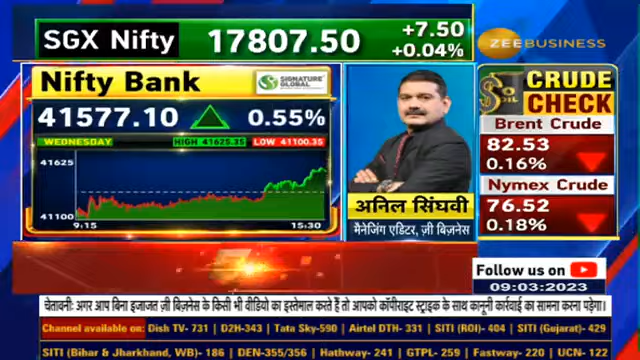 SGX Nifty 17807.50 +7.50
+0.04%
ZEE BUSINESS
Nifty Bank
SIGNATURE GLOBAL
41577.10 0.55%
WEDNESDAY HIGH 41625.35 LOW 41100.35
41625
41100
9:15 15:30
अनिल सिंघवी
मैनेजिंग एडिटर, ज़ी बिज़नेस
OIL
CRUDE
CHECK
Brent Crude
82.53
0.16%
Nymex Crude
76.52
0.18%
Follow us on
09:03:2023
चेतावनी: अगर आप बिना इजाजत ज़ी बिज़नेस के किसी भी वीडियो का इस्तेमाल करते हैं तो आपको कॉपीराइट स्ट्राइक के साथ कानूनी कार्रवाई का सामना करना पड़ेगा।
Channel available on: Dish TV- 731 | D2H-343 | Tata Sky-590 | Airtel DTH- 331 | SITI (ROI)- 404 | SITI (Gujarat)- 429
SITI (Bihar & Jharkhand, WB)- 186 | DEN-355/356 | Hathway- 241 | GTPL- 259 | Fastway- 220 | UCN- 122